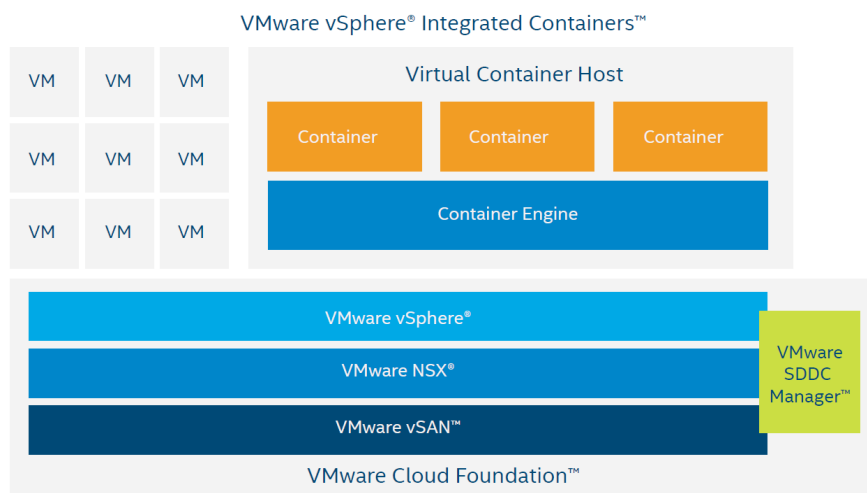 VMware vSphere® Integrated Containers™
VM VM VM
VM VM VM
VM VM VM
Virtual Container Host
Container Container Container
Container Engine
VMware vSphere®
VMware NSX®
VMware vSAN™
VMware
SDDC
Manager™
VMware Cloud Foundation™